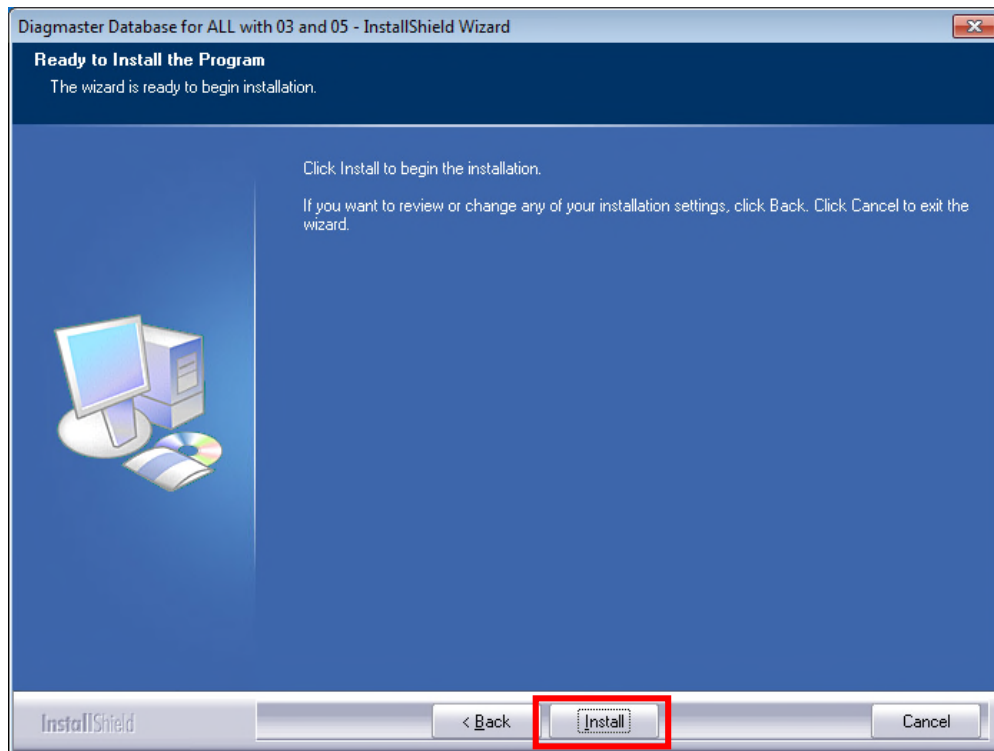 Diagmaster Database for ALL with 03 and 05 - InstallShield Wizard
Ready to Install the Program
The wizard is ready to begin installation.
Click Install to begin the installation.
If you want to review or change any of your installation settings, click Back. Click Cancel to exit the
wizard.
InstallShield
< Back
Install
Cancel